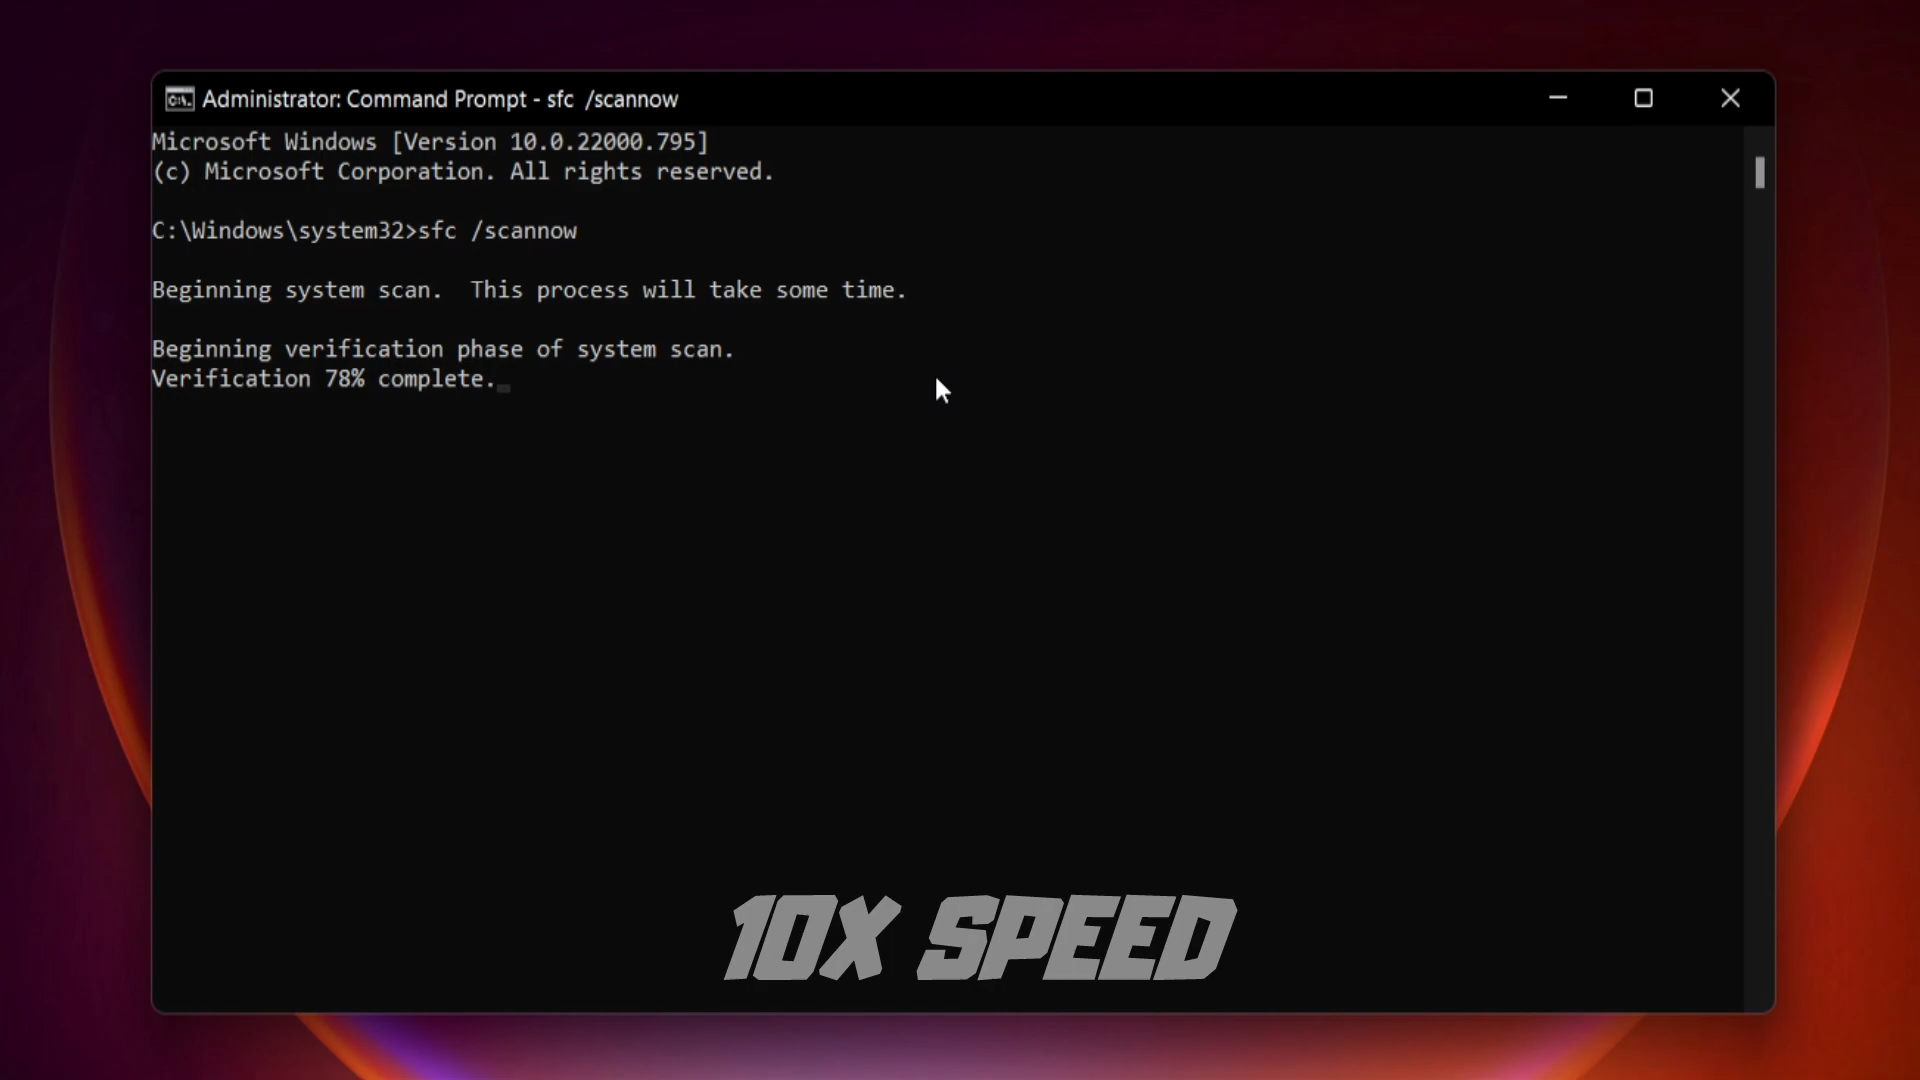 Administrator: Command Prompt - sfc  /scannow
Microsoft Windows [Version 10.0.22000.795]
(c) Microsoft Corporation. All rights reserved.
C:\Windows\system32>sfc /scannow
Beginning system scan.  This process will take some time.
Beginning verification phase of system scan.
Verification 78% complete.
10X SPEED